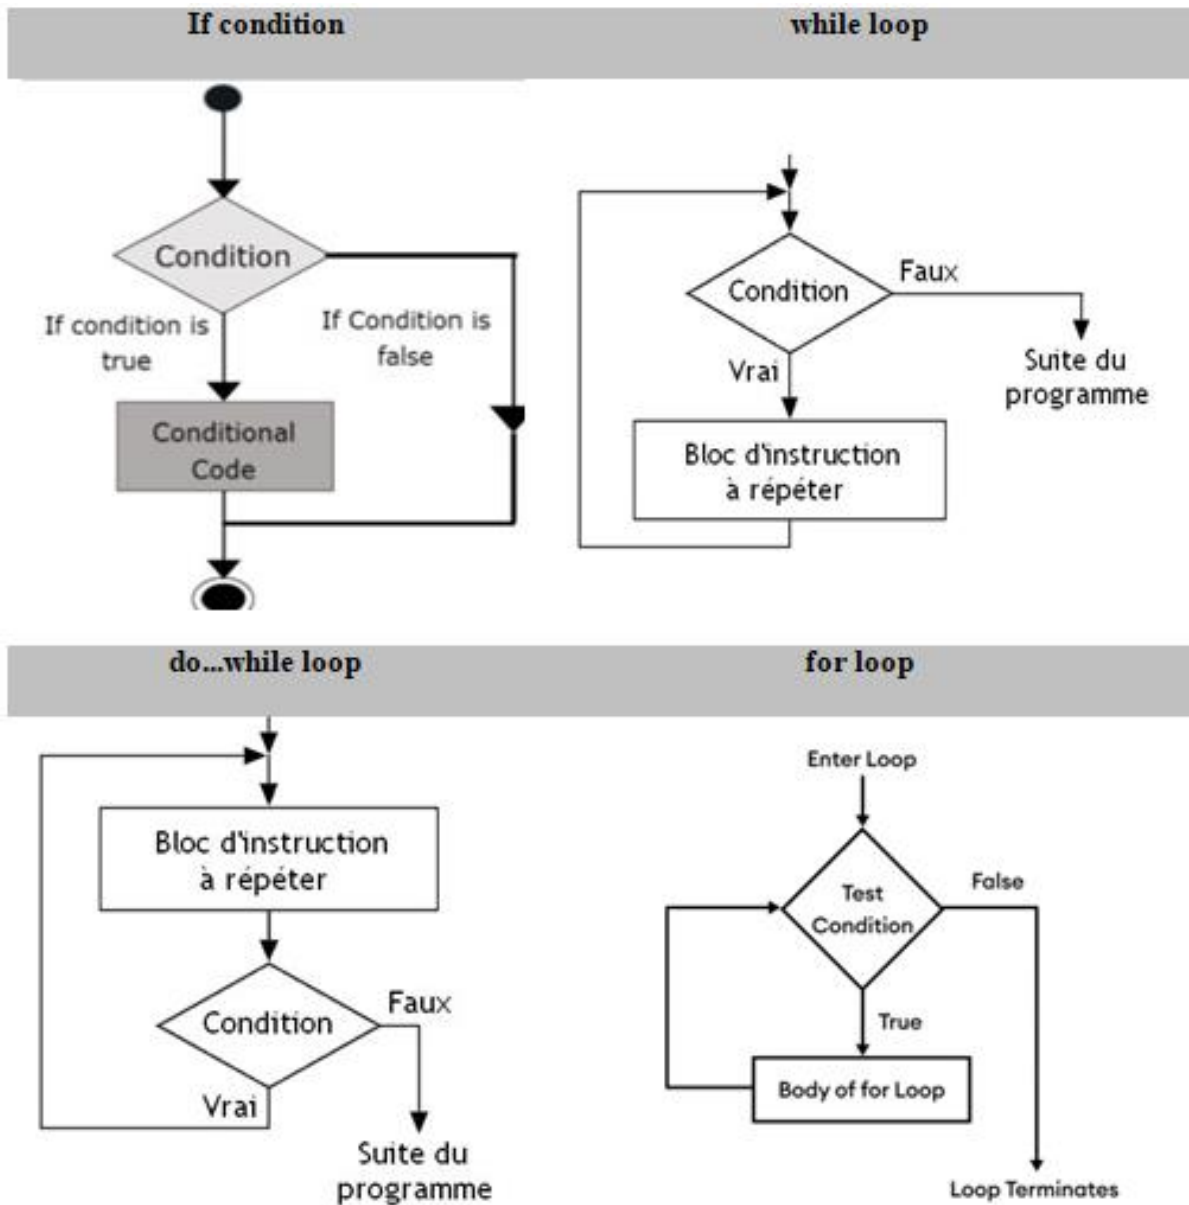 If condition
while loop
Condition
If condition is
true
If Condition is
false
Conditional
Code
Condition
Faux
Vrai
Suite du
programme
Bloc d'instruction
à répéter
do...while loop
for loop
Bloc d'instruction
à répéter
Condition
Faux
Vrai
Suite du
programme
Enter Loop
Test
Condition
False
True
Body of for Loop
Loop Terminates